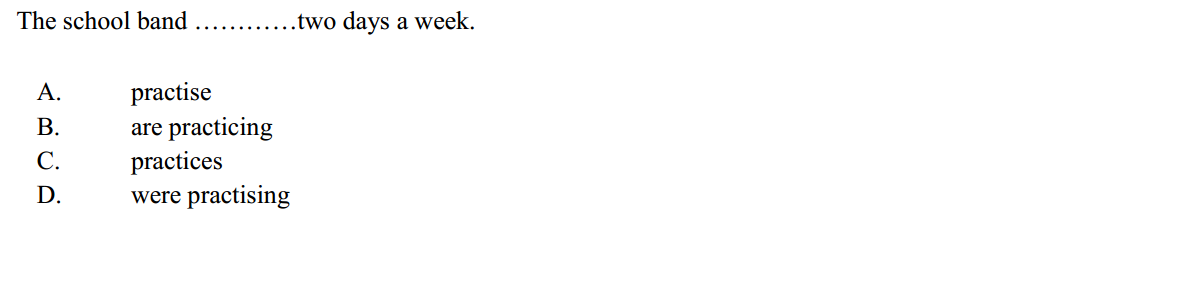 The school band .............two days a week.
A. practise
B. are practicing
C. practices
D. were practising